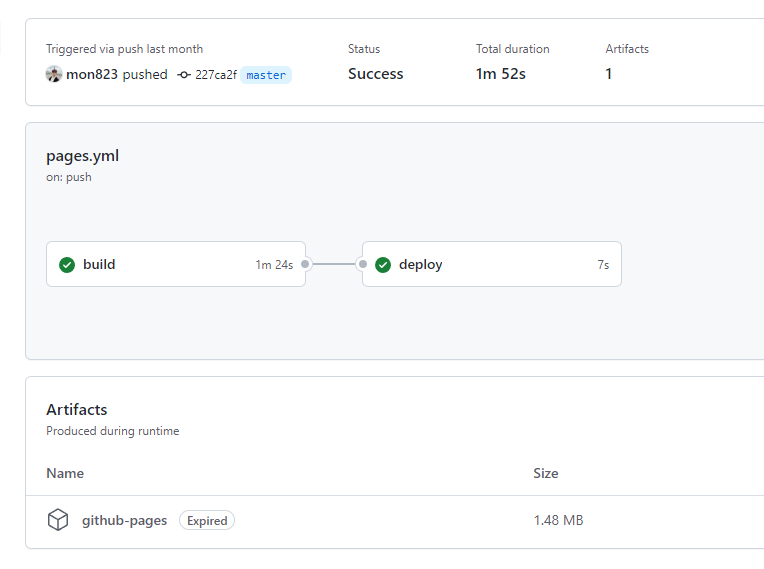 Triggered via push last month
Status
Total duration
Artifacts
mon823 pushed 227ca2f master
Success
1m 52s
1
pages.yml
on: push
build
1m 24s
deploy
7s
Artifacts
Produced during runtime
Name
Size
github-pages Expired
1.48 MB